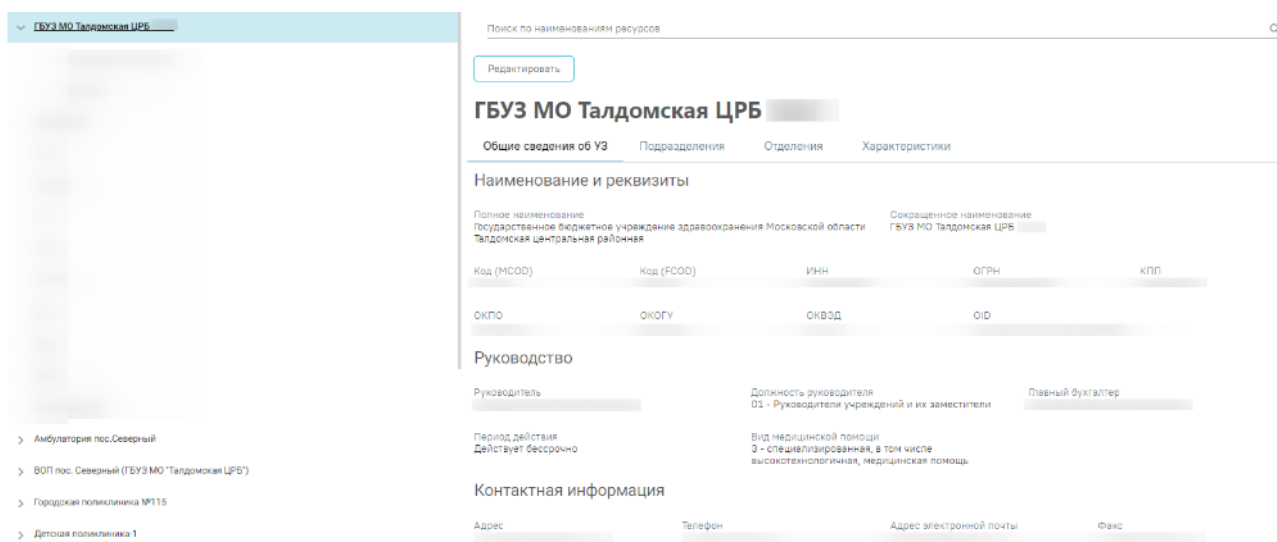 ГБУЗ МО Талдомская ЦРБ
Амбулатория пос.Северный
ВОП пос. Северный (ГБУЗ МО "Талдомская ЦРБ")
Городская поликлиника №115
Детская поликлиника 1
Поиск по наименованиям ресурсов
Редактировать
ГБУЗ МО Талдомская ЦРБ
Общие сведения об УЗ Подразделения Отделения Характеристики
Наименование и реквизиты
Полное наименование Сокращенное наименование
Государственное бюджетное учреждение здравоохранения Московской области ГБУЗ МО Талдомская ЦРБ
Талдомская центральная районная
Код (MCOD) Код (FCOD) ИНН ОГРН КПП
ОКПО ОКОГУ ОКВЭД OID
Руководство
Руководитель Должность руководителя Главный бухгалтер
01 - Руководители учреждений и их заместители
Период действия Вид медицинской помощи
Действует бессрочно 3 - специализированная, в том числе
высокотехнологичная, медицинская помощь
Контактная информация
Адрес Телефон Адрес электронной почты Факс